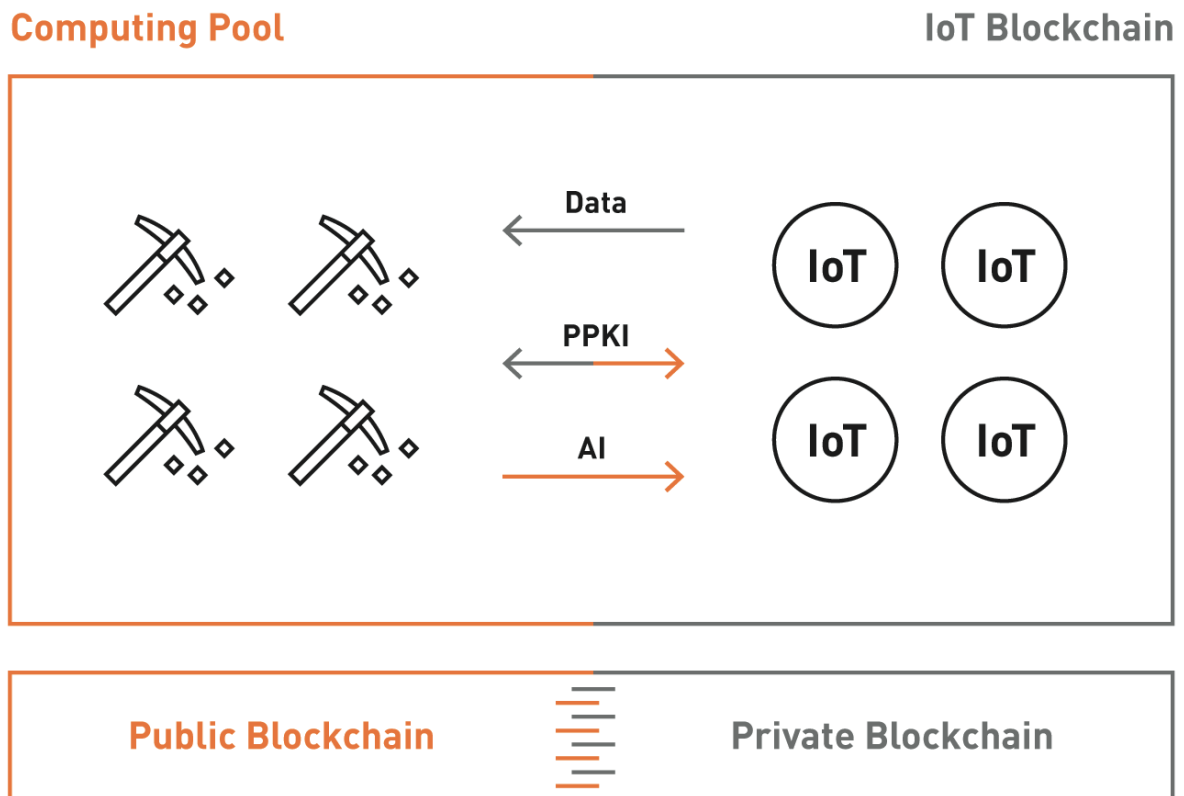 Computing Pool
IoT Blockchain
Data
IoT IoT
PPKI
AI
IoT IoT
Public Blockchain
Private Blockchain